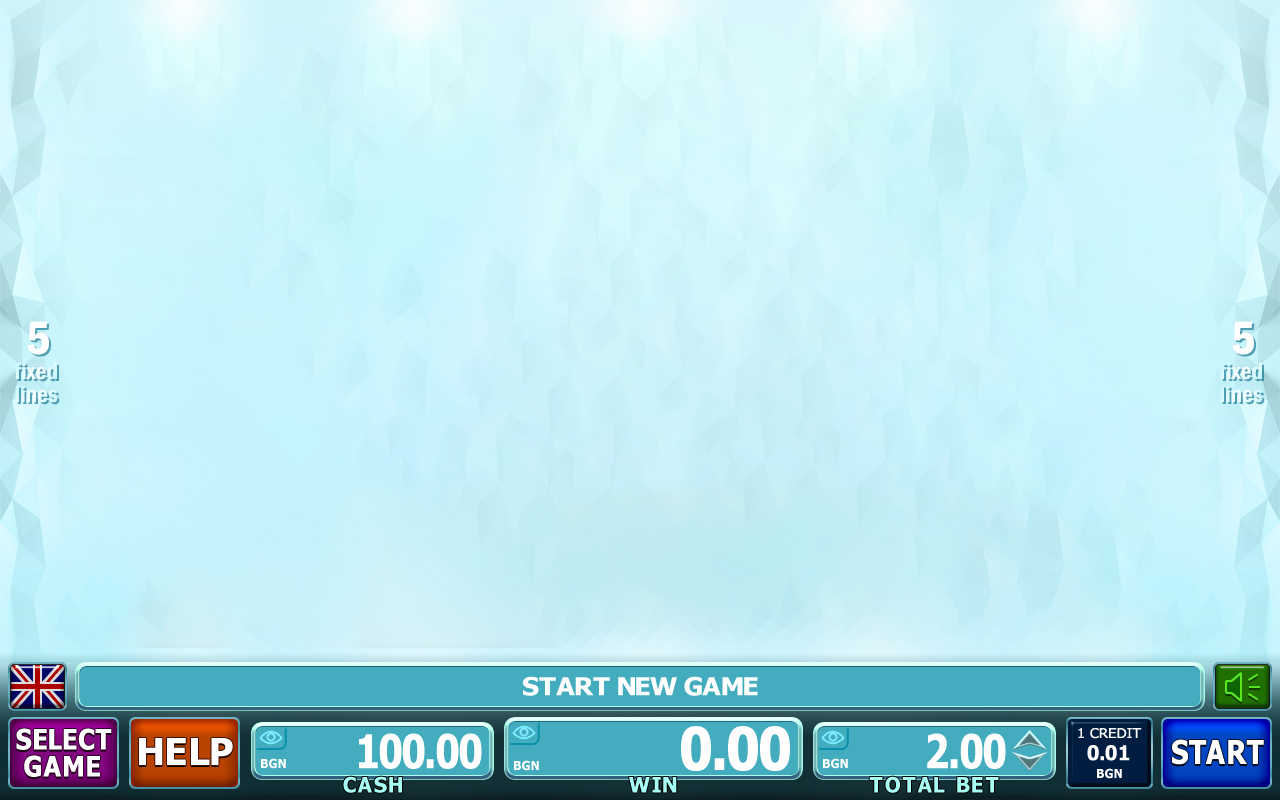 5
fixed
lines
5
fixed
lines
START NEW GAME
SELECT
GAME
HELP
BGN
100.00
CASH
BGN
0.00
WIN
BGN
2.00
TOTAL BET
1 CREDIT
0.01
BGN
START